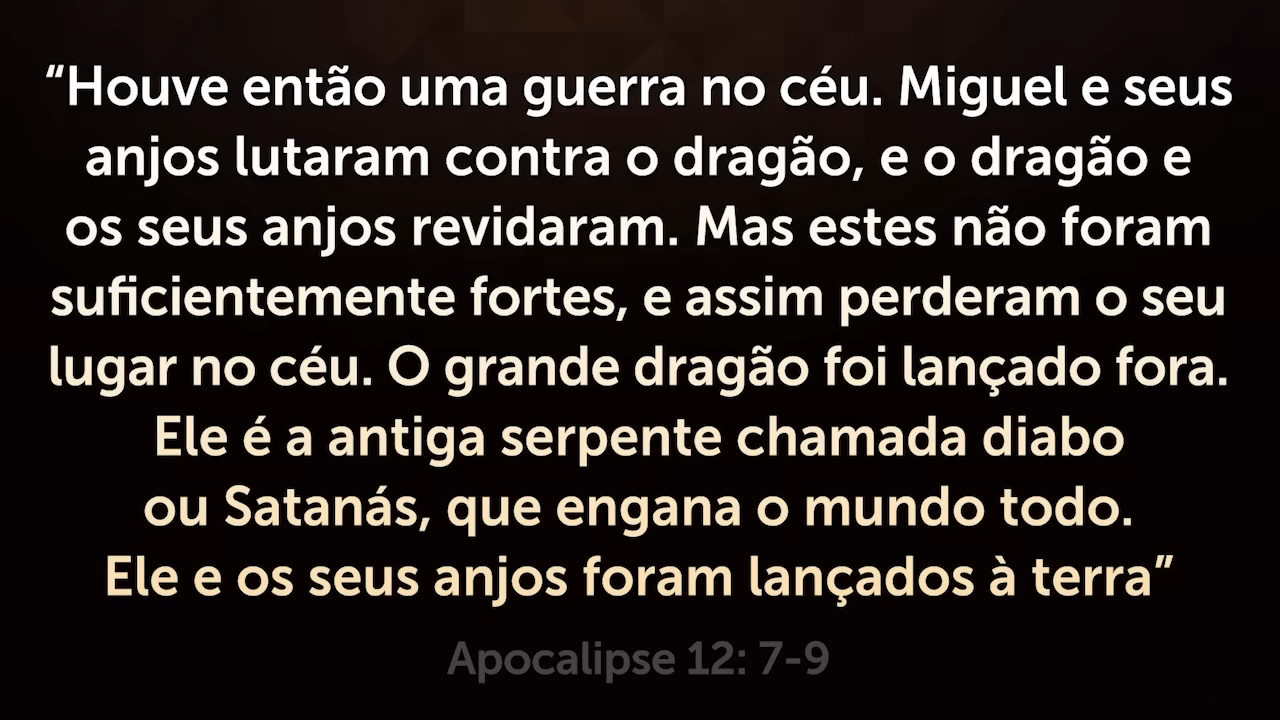 “Houve então uma guerra no céu. Miguel e seus
anjos lutaram contra o dragão, e o dragão e
os seus anjos revidaram. Mas estes não foram
suficientemente fortes, e assim perderam o seu
lugar no céu. O grande dragão foi lançado fora.
Ele é a antiga serpente chamada diabo
ou Satanás, que engana o mundo todo.
Ele e os seus anjos foram lançados à terra”
Apocalipse 12: 7-9